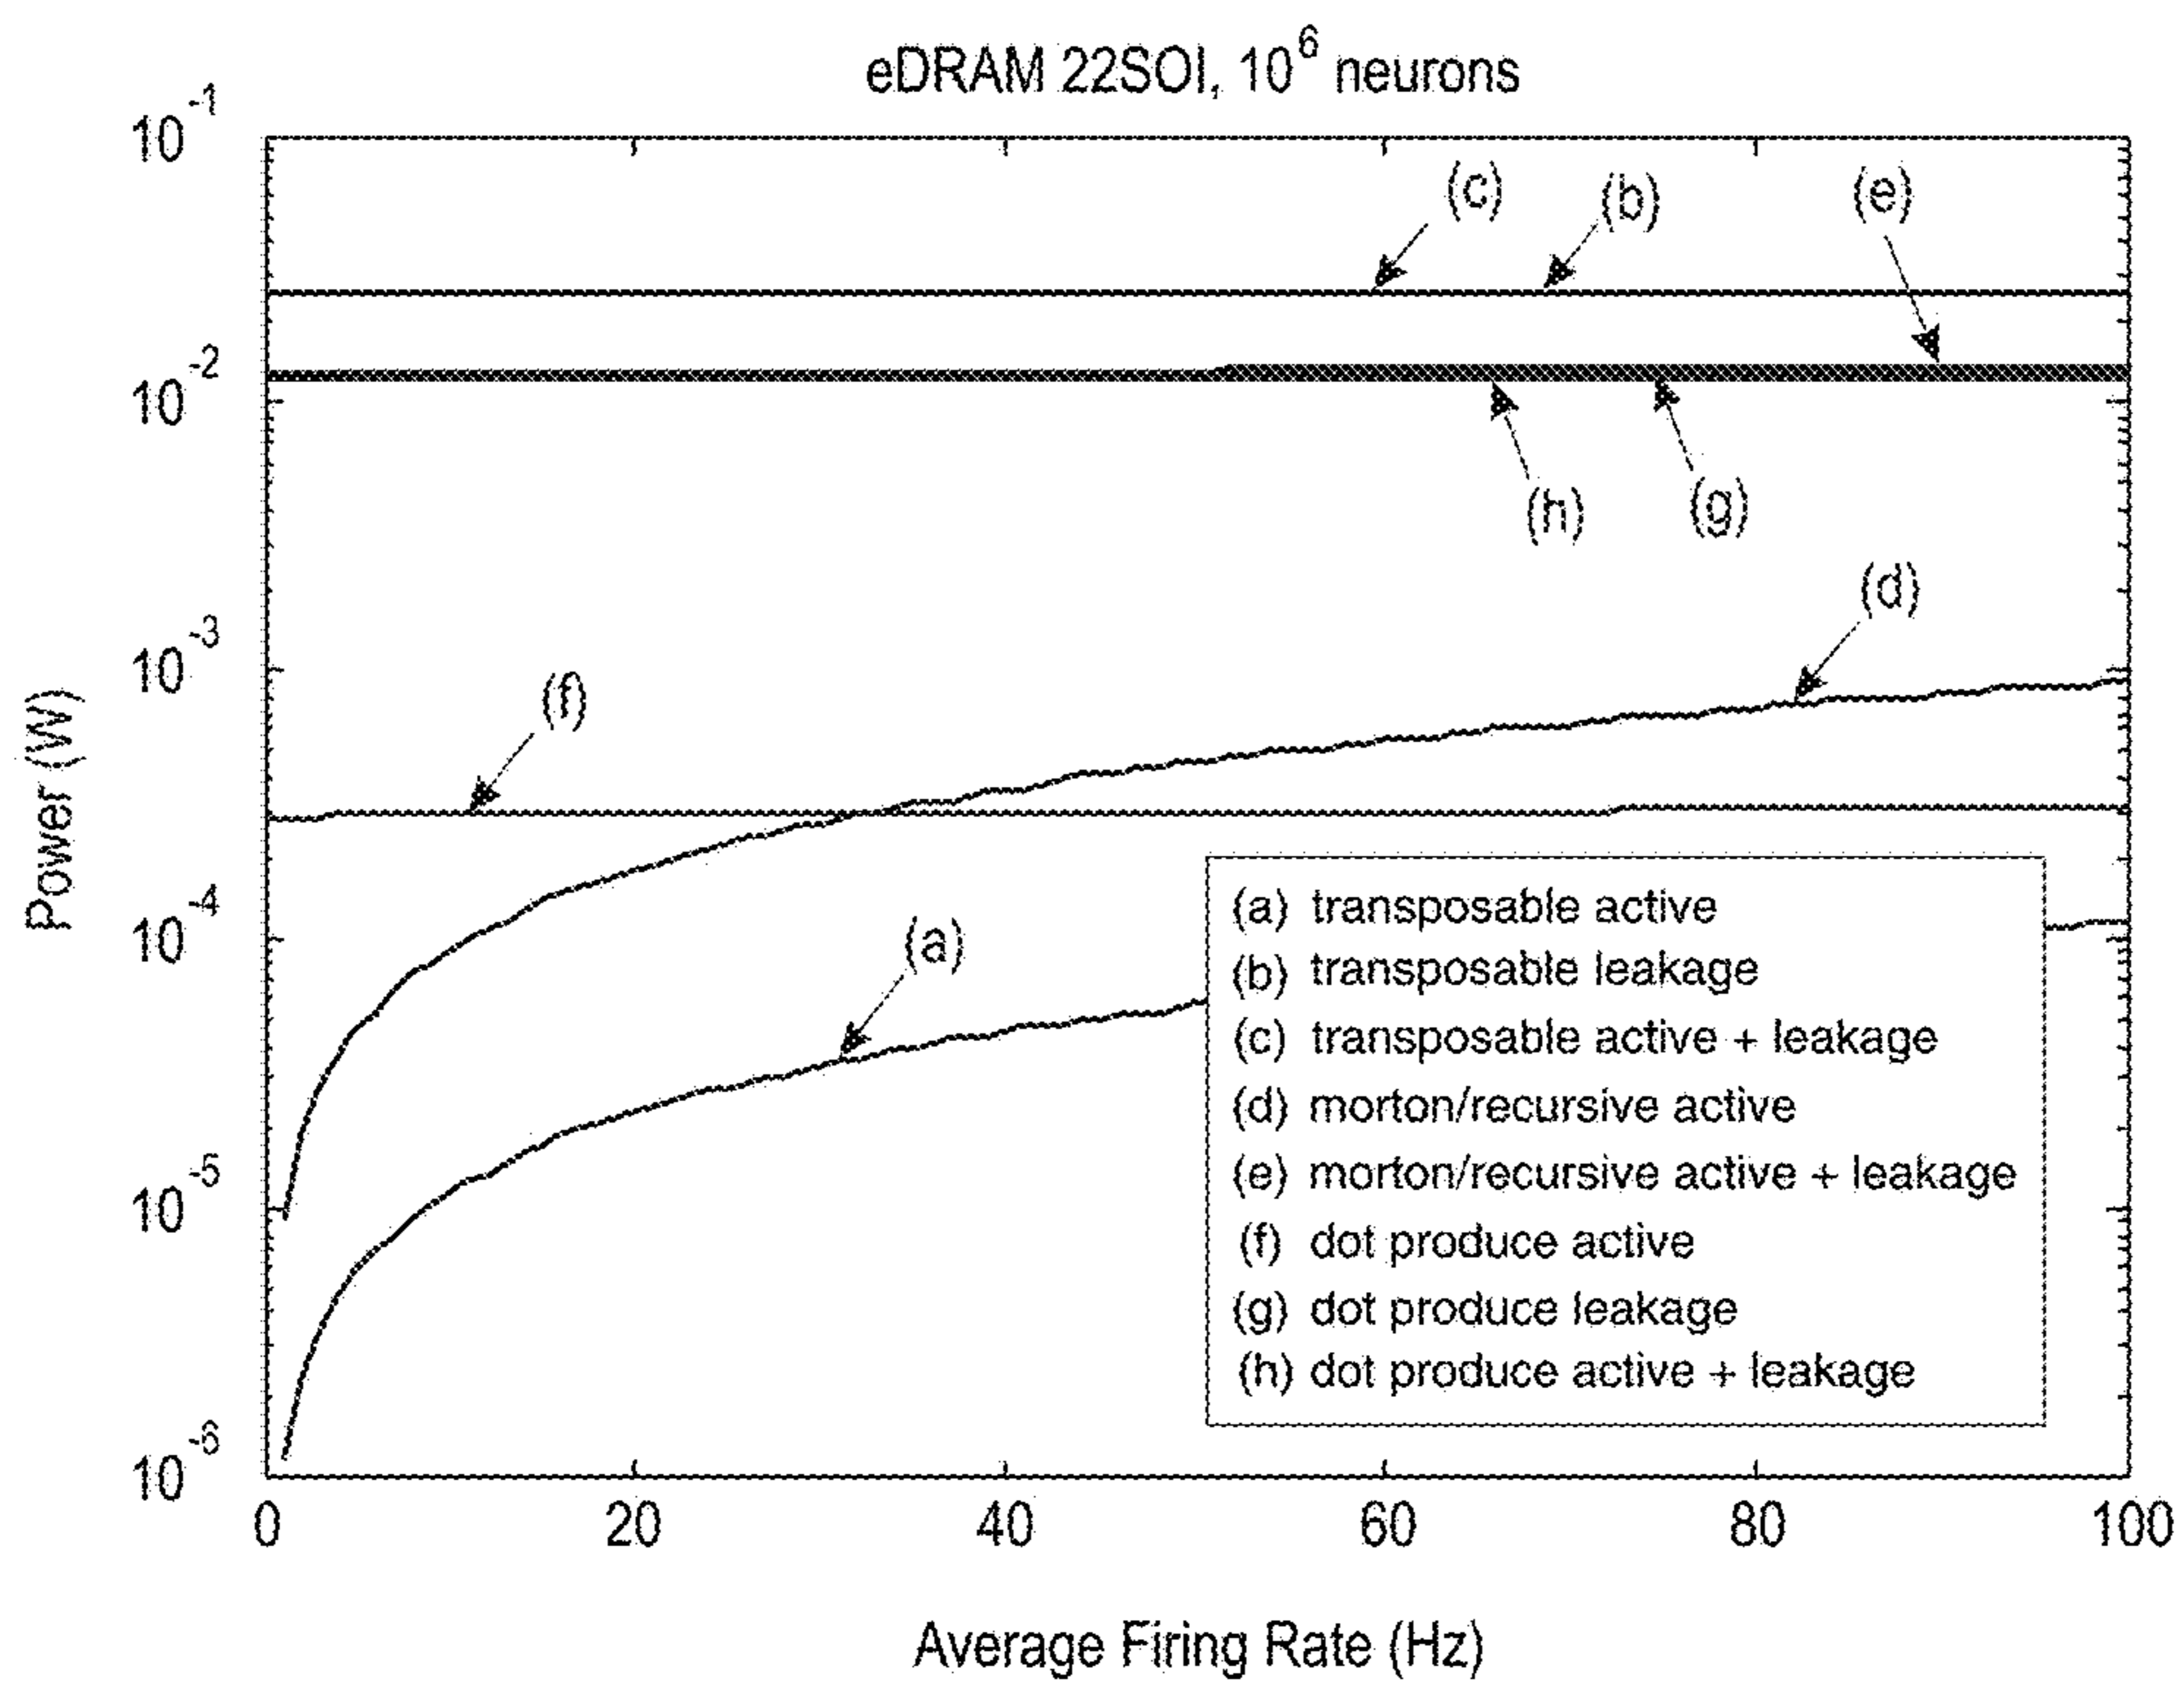 eDRAM 22SOI, 10^6 neurons
10^-1
(c)
(b)
(e)
10^-2
(h)
(g)
(d)
10^-3
(f)
Power (W)
10^-4
(a)
(a) transposable active
(b) transposable leakage
(c) transposable active + leakage
(d) morton/recursive active
(e) morton/recursive active + leakage
(f) dot produce active
(g) dot produce leakage
(h) dot produce active + leakage
10^-5
10^-6
0 20 40 60 80 100
Average Firing Rate (Hz)